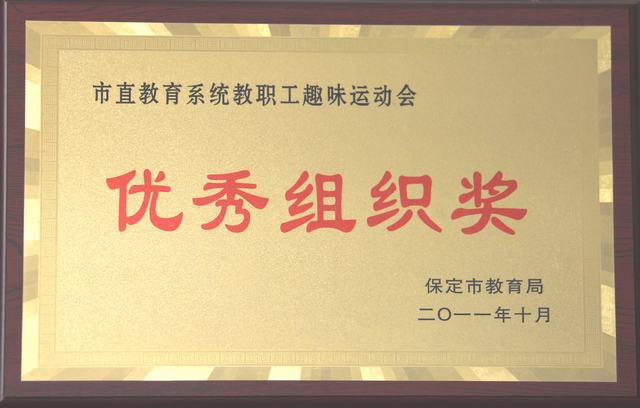 市直教育系统教职工趣味运动会
优秀组织奖
保定市教育局
二〇一一年十月